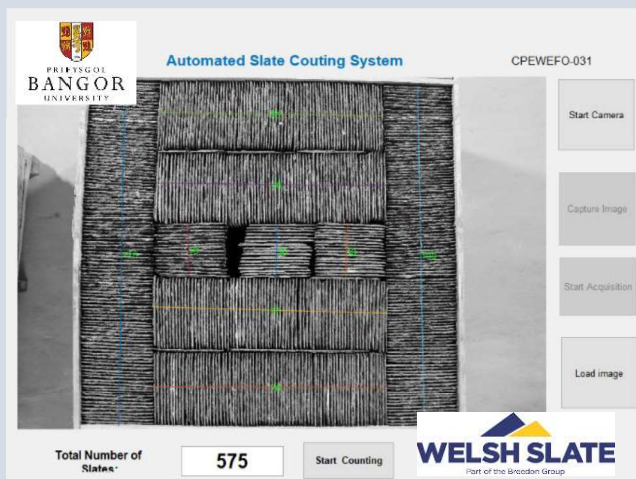 PRIFYSGOL
BANGOR
UNIVERSITY
Automated Slate Couting System
CPEWEFO-031
Start Camera
Capture Image
Start Acquisition
Load image
Total Number of
Slates:
575
Start Counting
WELSH SLATE
Part of the Breedon Group